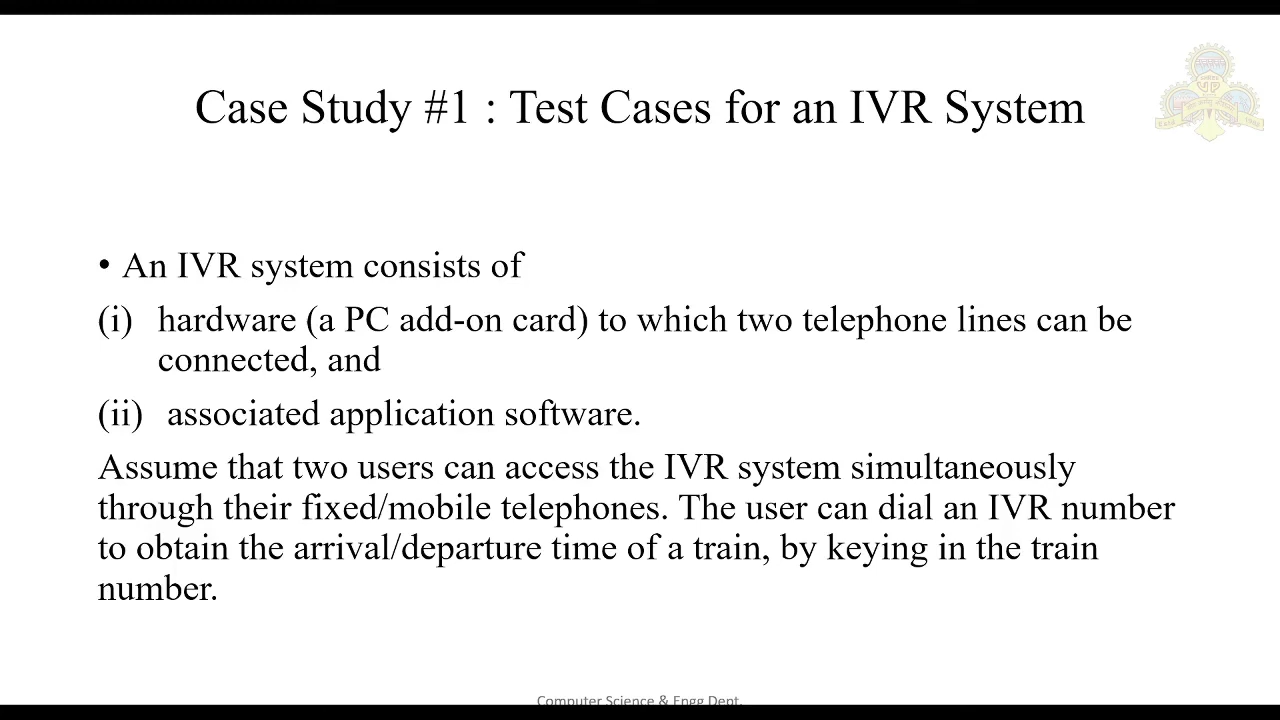 Case Study #1 : Test Cases for an IVR System
• An IVR system consists of
(i) hardware (a PC add-on card) to which two telephone lines can be
connected, and
(ii) associated application software.
Assume that two users can access the IVR system simultaneously
through their fixed/mobile telephones. The user can dial an IVR number
to obtain the arrival/departure time of a train, by keying in the train
number.
Computer Science & Engg Dept.